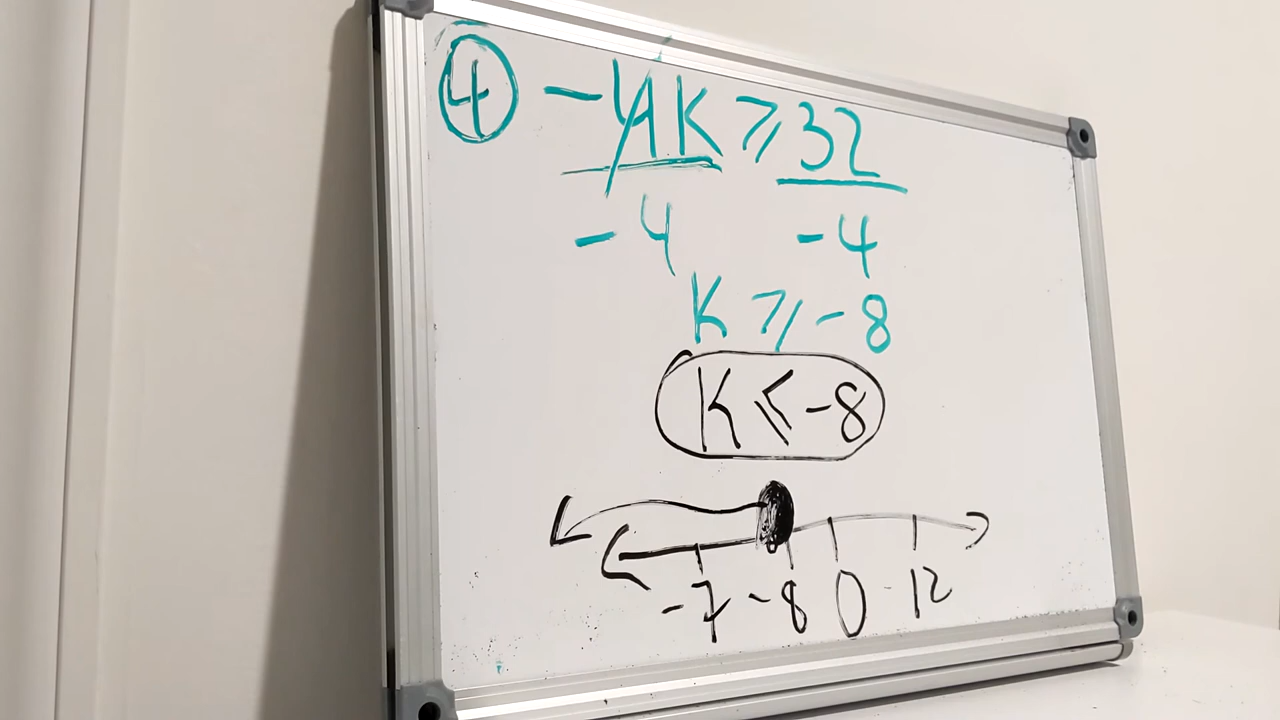 ④ -4k ≥ 32
-4 -4
k ≥ -8
k ≤ -8
-7 -8 0 12